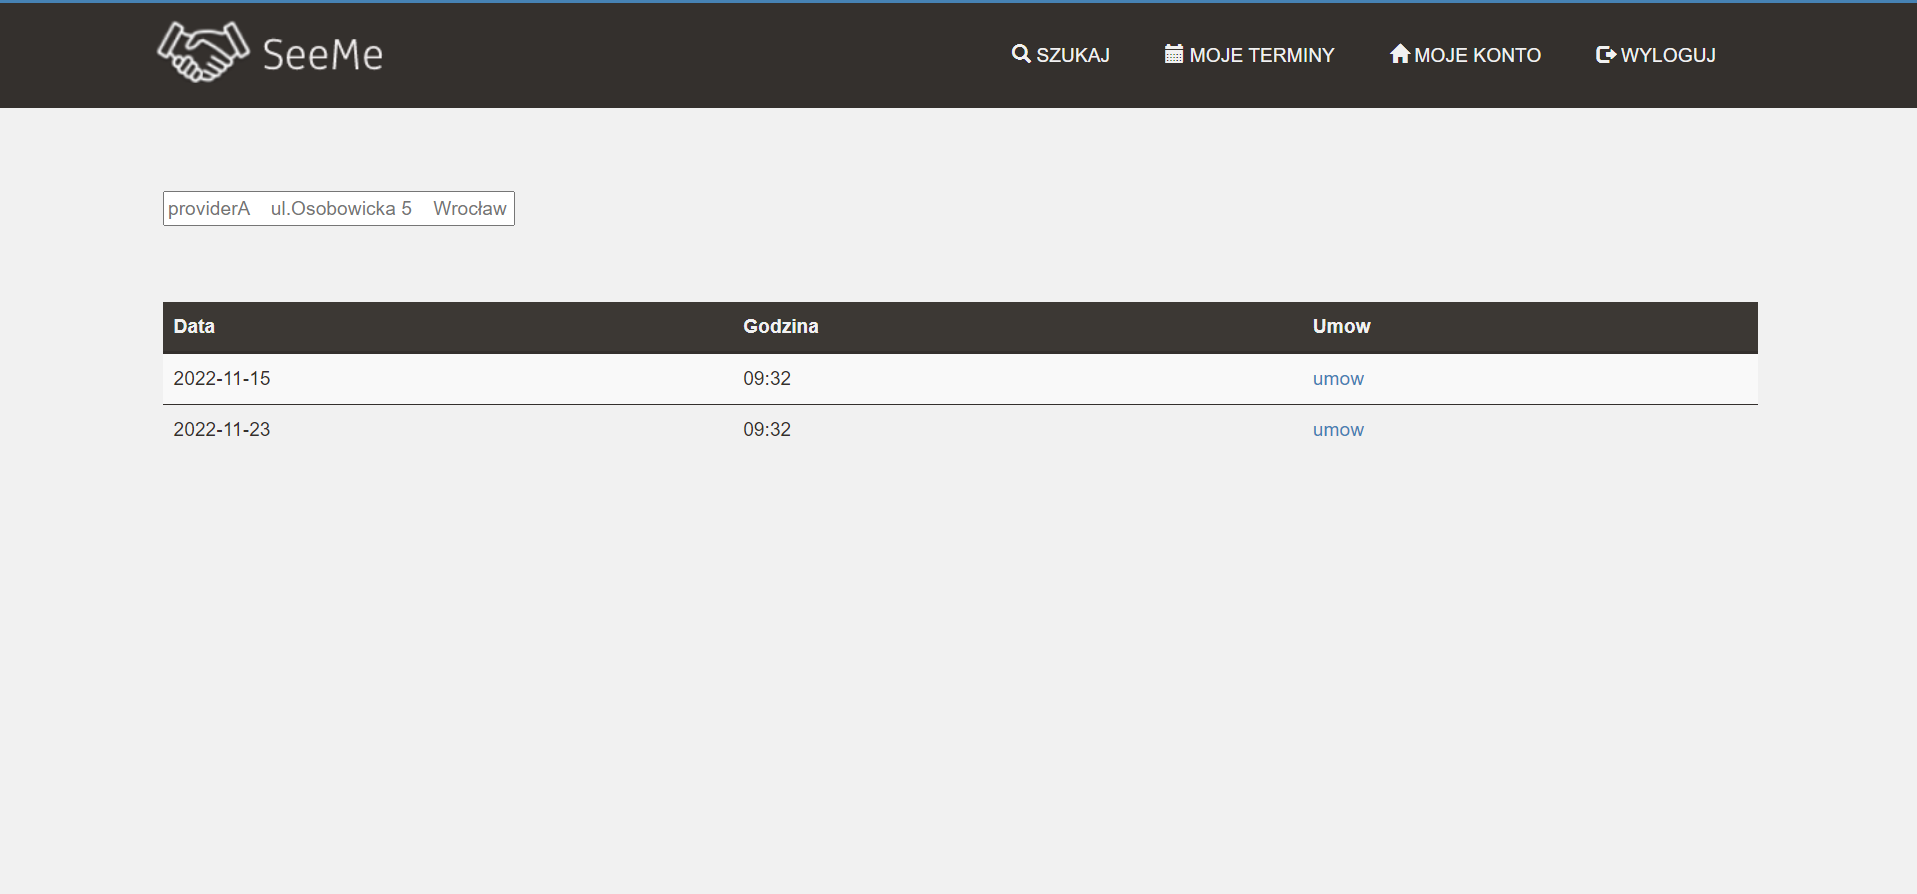 SeeMe SZUKAJ MOJE TERMINY MOJE KONTO WYLOGUJ
providerA ul.Osobowicka 5 Wrocław
Data Godzina Umow
2022-11-15 09:32 umow
2022-11-23 09:32 umow